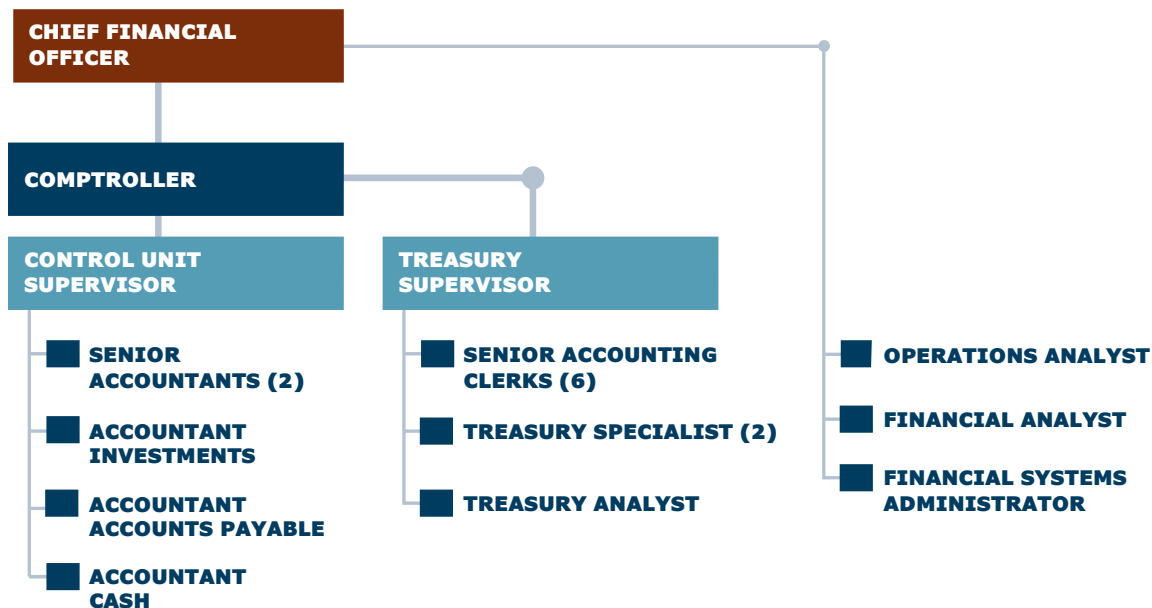 CHIEF FINANCIAL
OFFICER
COMPTROLLER
CONTROL UNIT
SUPERVISOR
SENIOR
ACCOUNTANTS (2)
ACCOUNTANT
INVESTMENTS
ACCOUNTANT
ACCOUNTS PAYABLE
ACCOUNTANT
CASH
TREASURY
SUPERVISOR
SENIOR ACCOUNTING
CLERKS (6)
TREASURY SPECIALIST (2)
TREASURY ANALYST
OPERATIONS ANALYST
FINANCIAL ANALYST
FINANCIAL SYSTEMS
ADMINISTRATOR